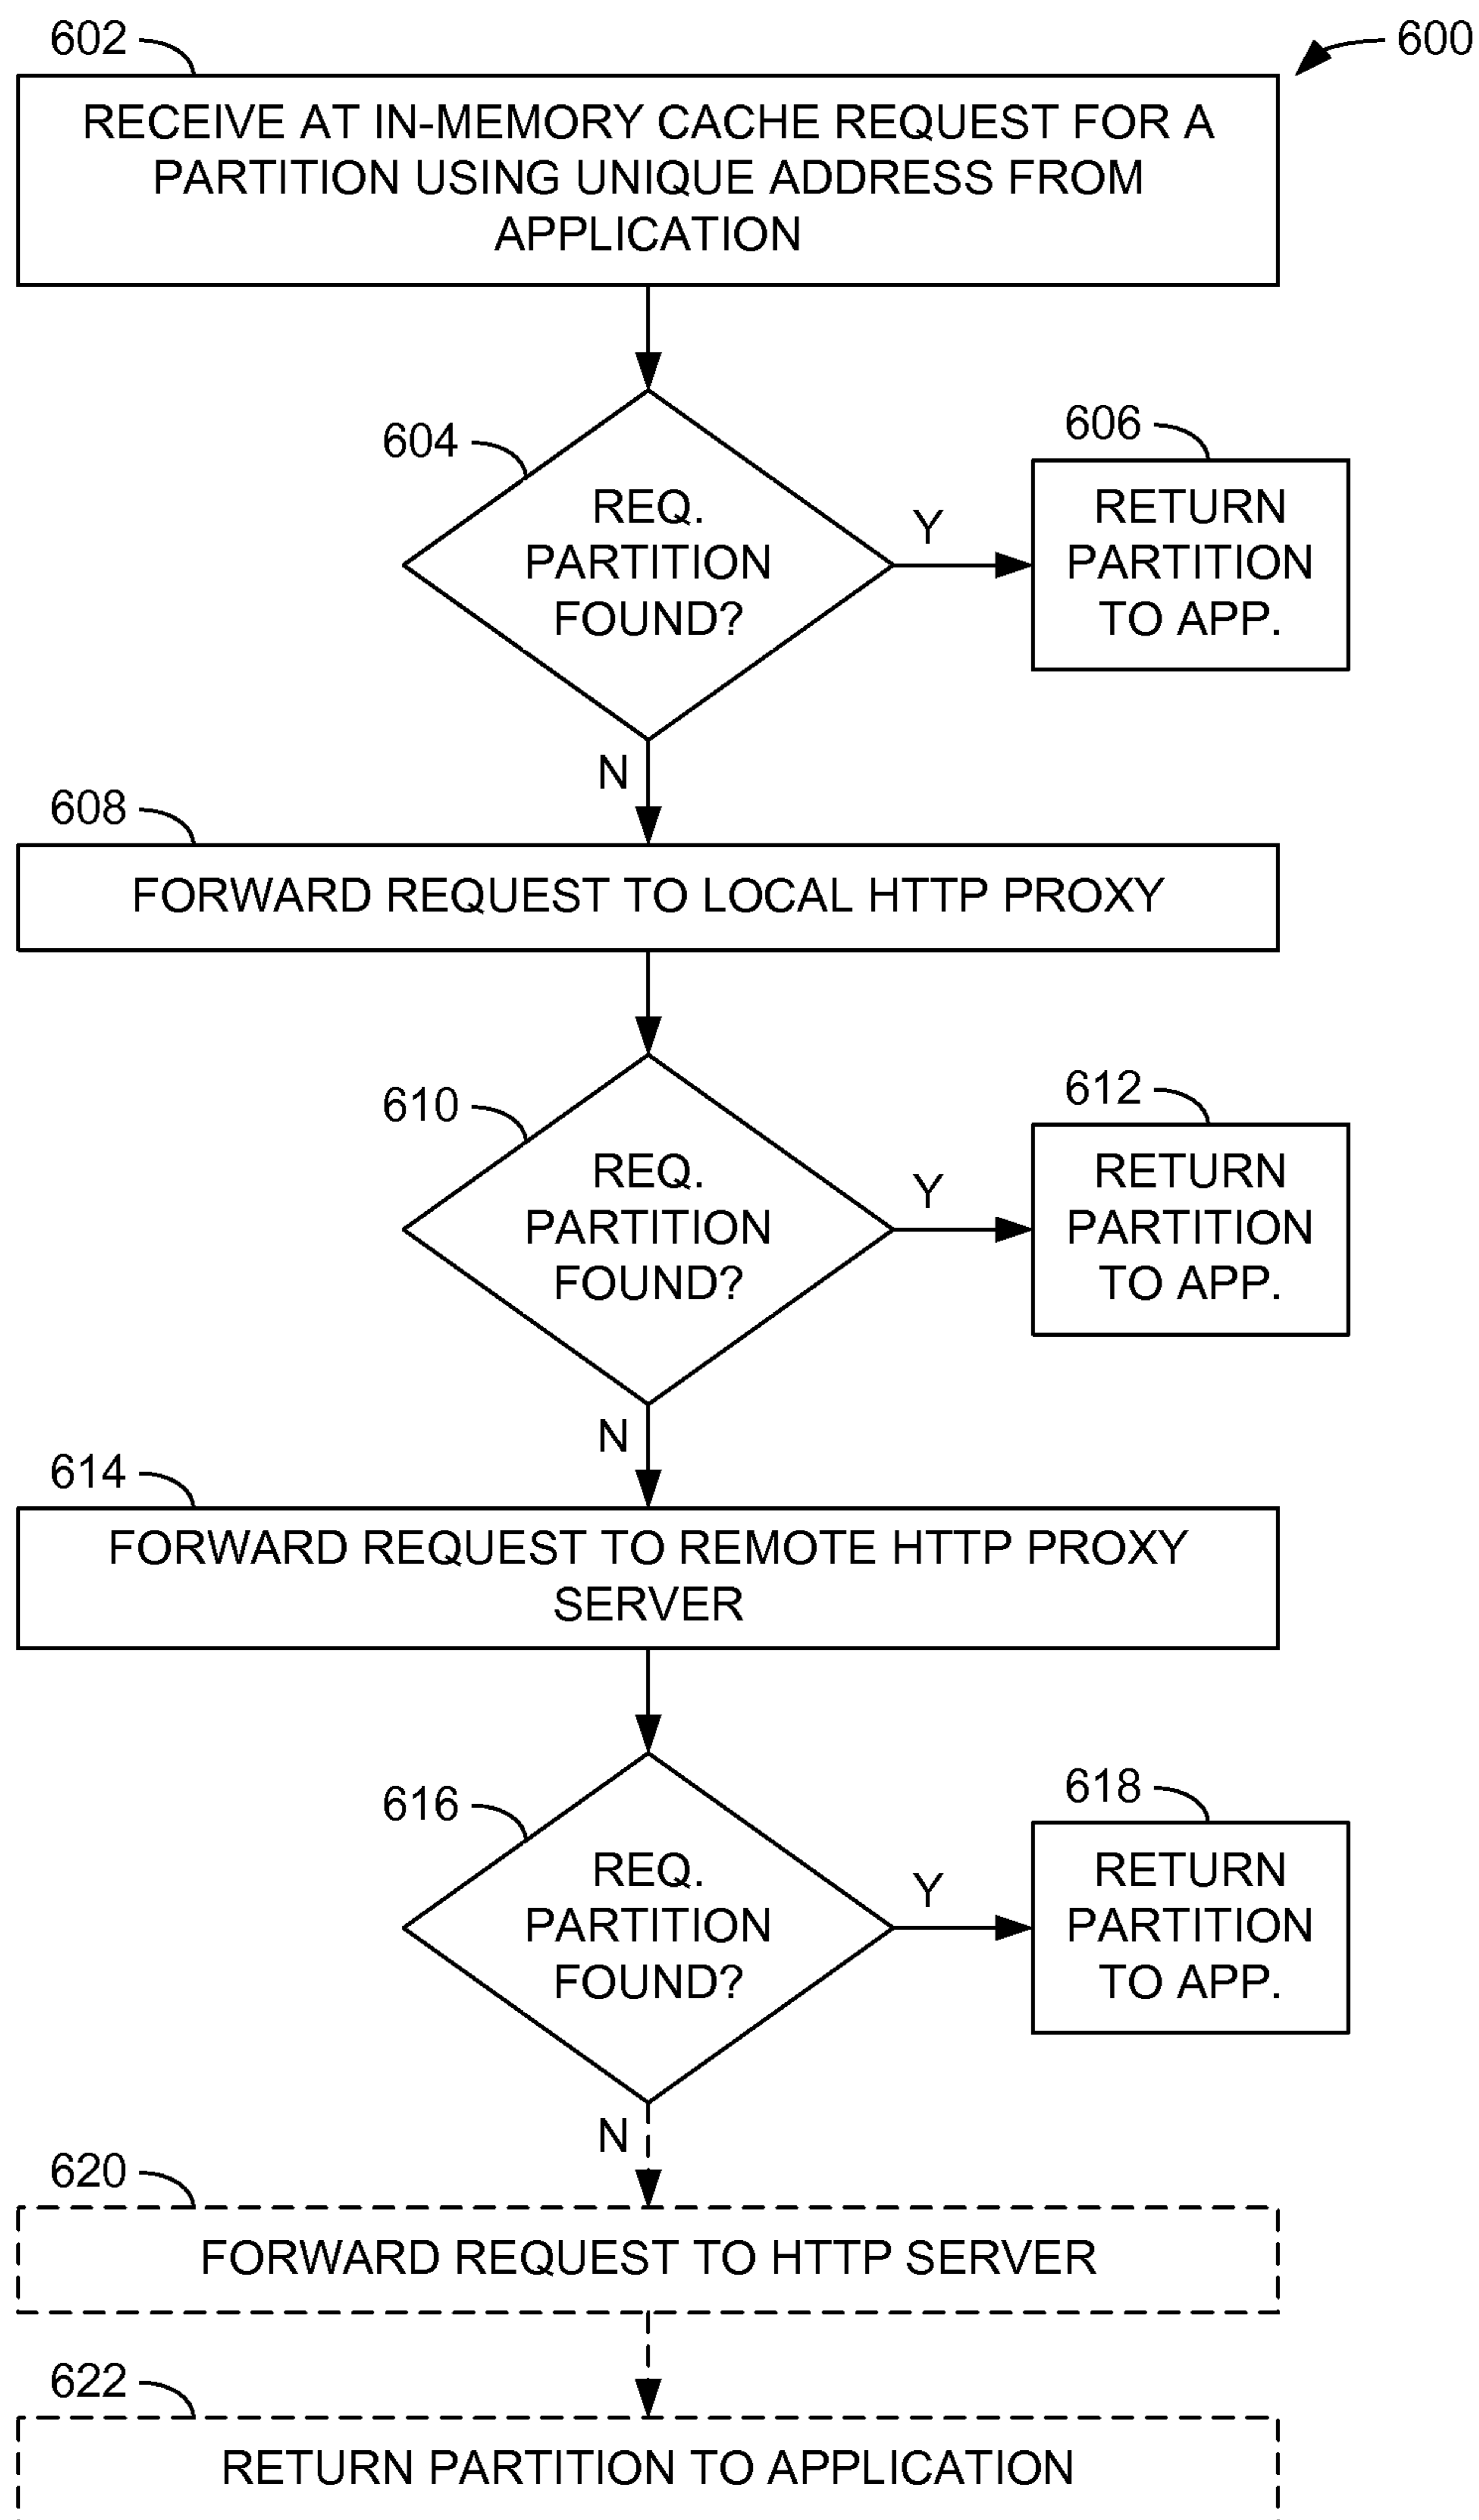 602
600
RECEIVE AT IN-MEMORY CACHE REQUEST FOR A
PARTITION USING UNIQUE ADDRESS FROM
APPLICATION
604
REQ.
PARTITION
FOUND?
Y
606
RETURN
PARTITION
TO APP.
N
608
FORWARD REQUEST TO LOCAL HTTP PROXY
610
REQ.
PARTITION
FOUND?
Y
612
RETURN
PARTITION
TO APP.
N
614
FORWARD REQUEST TO REMOTE HTTP PROXY
SERVER
616
REQ.
PARTITION
FOUND?
Y
618
RETURN
PARTITION
TO APP.
N
620
FORWARD REQUEST TO HTTP SERVER
622
RETURN PARTITION TO APPLICATION